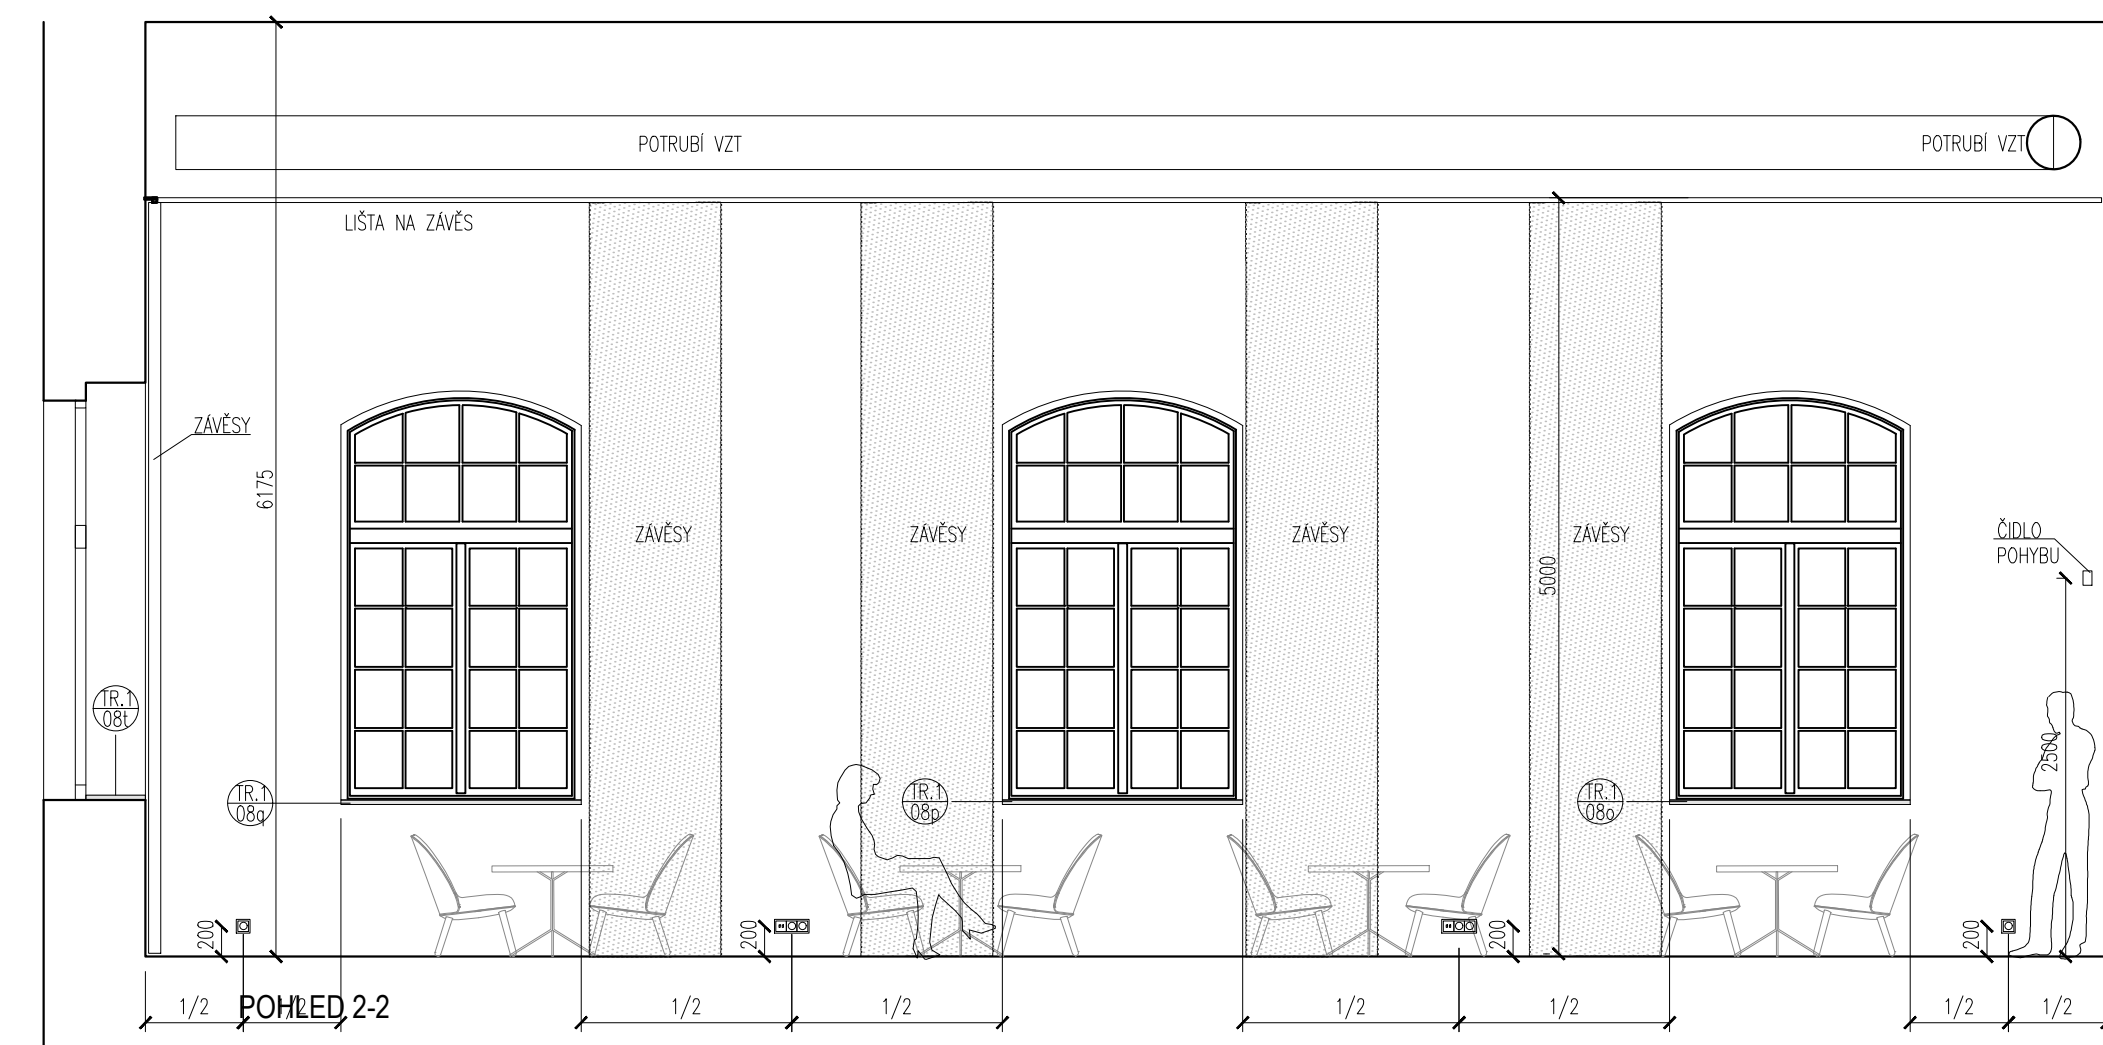 POTRUBÍ VZT
POTRUBÍ VZT
LIŠTA NA ZÁVĚS
ZÁVĚSY
6175
ZÁVĚSY
ZÁVĚSY
ZÁVĚSY
ZÁVĚSY
5000
ČIDLO
POHYBU
TR.1
08t
2500
TR.1
08q
TR.1
08p
TR.1
08o
200
200
200
200
1/2
1/2
1/2
1/2
1/2
1/2
1/2
1/2
POHLED 2-2